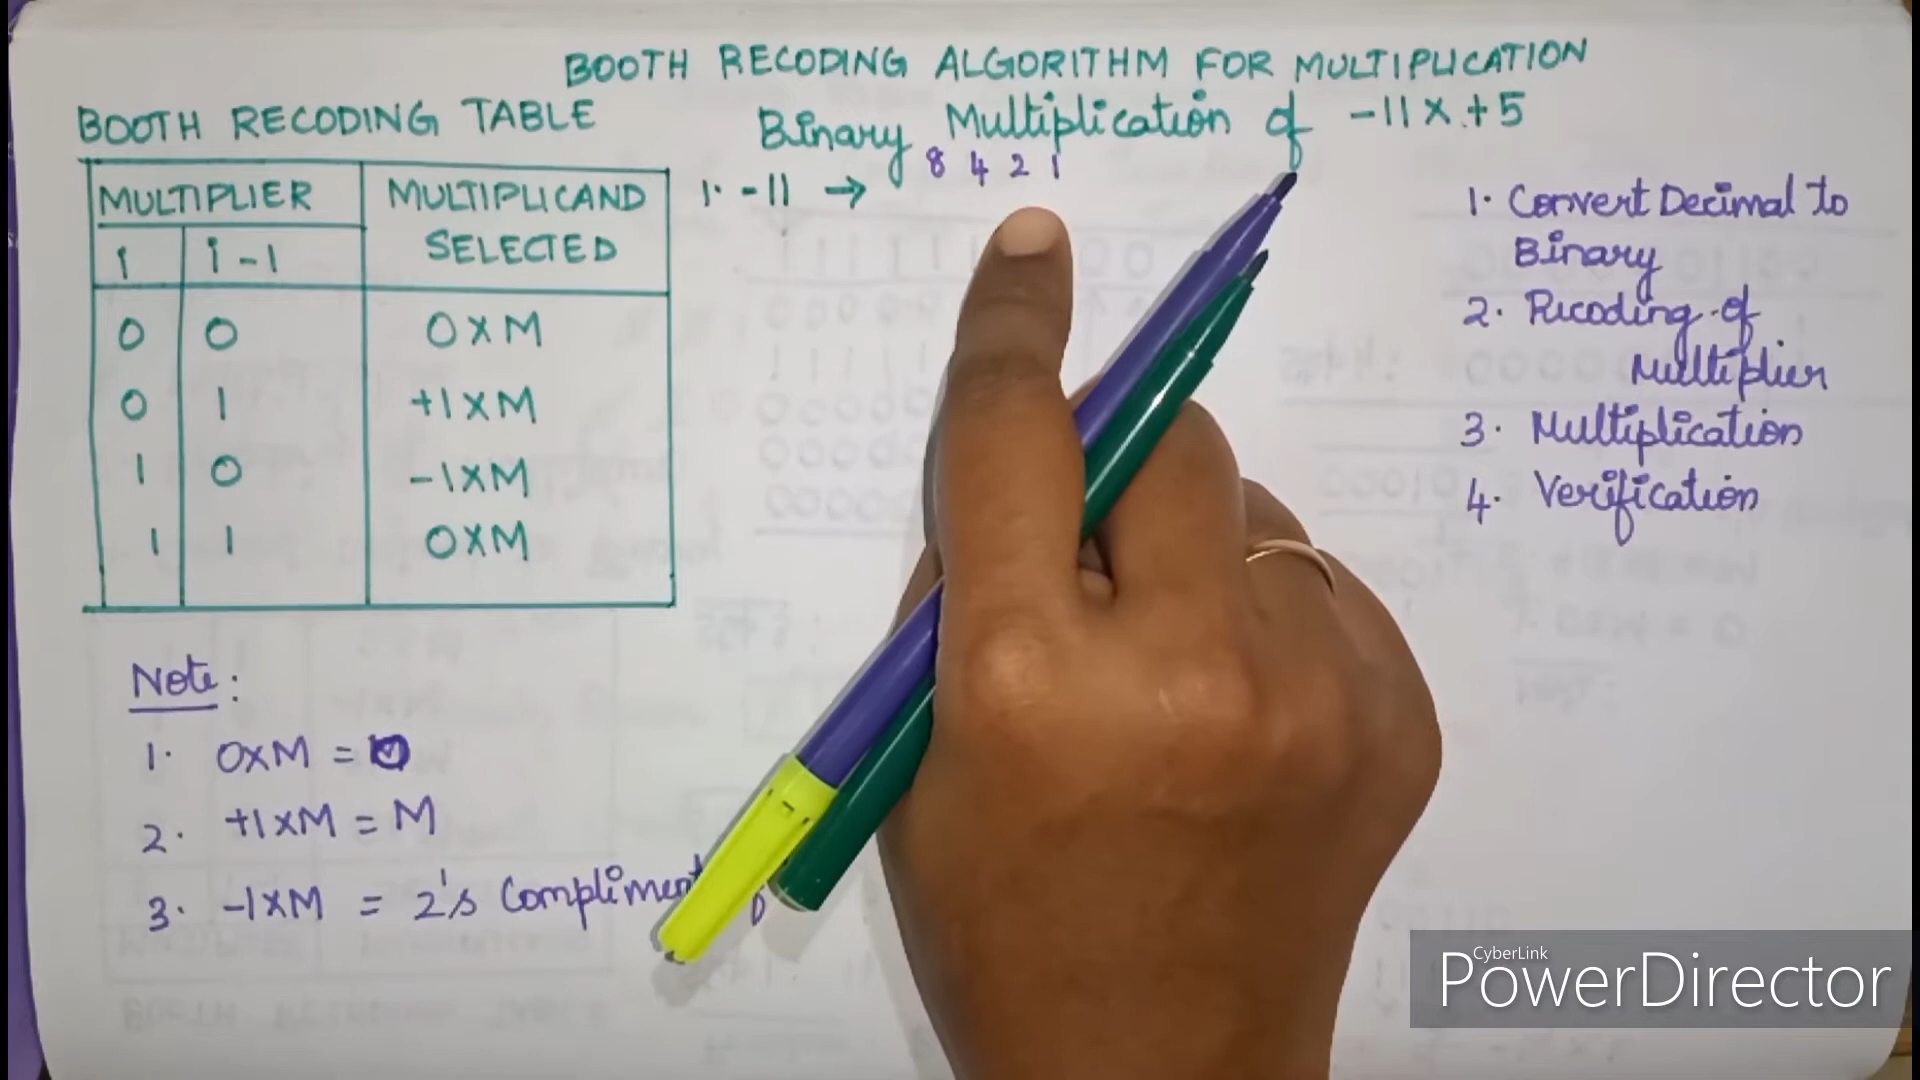 BOOTH RECODING ALGORITHM FOR MULTIPLICATION
Binary Multiplication of -11 x +5
BOOTH RECODING TABLE
MULTIPLIER
MULTIPLICAND SELECTED
i
i-1
0 0 0XM
0 1 +1XM
1 0 -1XM
1 1 0XM
Note:
1. 0XM = 0
2. +1XM = M
3. -1XM = 2's Compliment
8 4 2 1
1. -11 →
1. Convert Decimal to
Binary
2. Ricoding of
Multiplier
3. Multiplication
4. Verification
CyberLink
PowerDirector